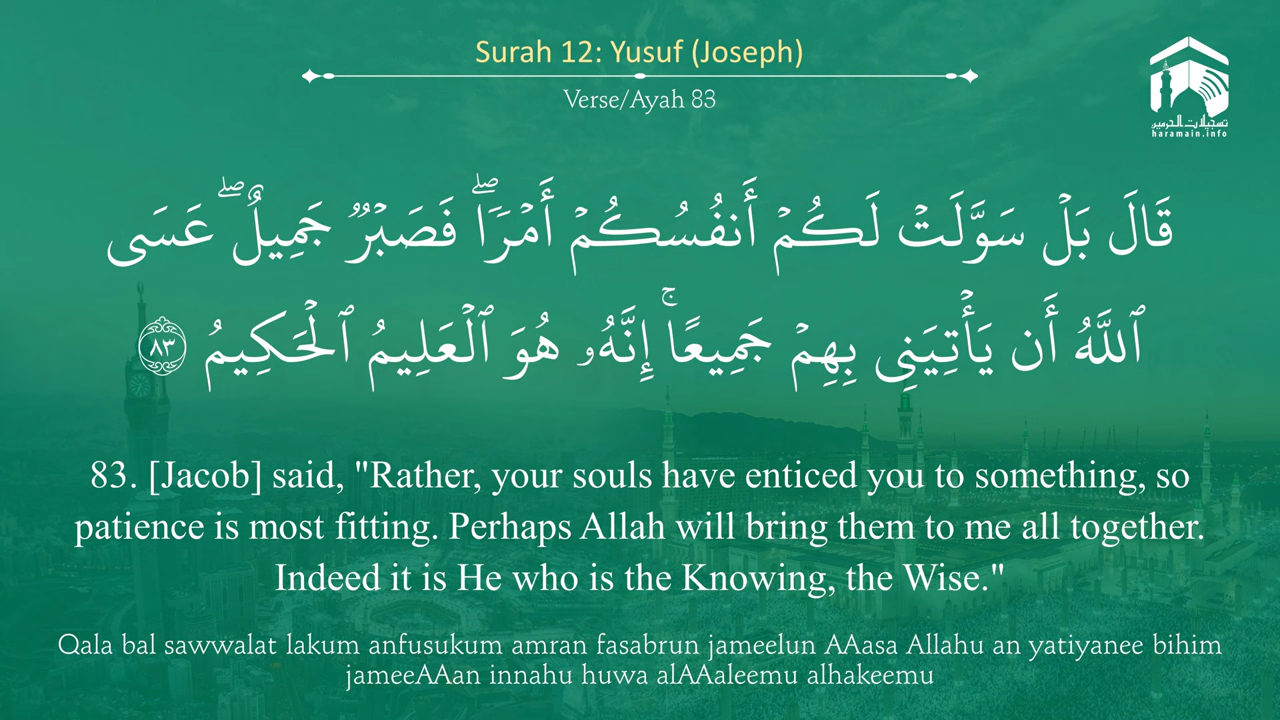 Surah 12: Yusuf (Joseph)
Verse/Ayah 83
تسجيلات الحرمين
haramain.info
قَالَ بَلْ سَوَّلَتْ لَكُمْ أَنفُسُكُمْ أَمْرًا ۖ فَصَبْرٌ جَمِيلٌ ۖ عَسَى
ٱللَّهُ أَن يَأْتِيَنِى بِهِمْ جَمِيعًا ۚ إِنَّهُۥ هُوَ ٱلْعَلِيمُ ٱلْحَكِيمُ ٨٣
83. [Jacob] said, "Rather, your souls have enticed you to something, so
patience is most fitting. Perhaps Allah will bring them to me all together.
Indeed it is He who is the Knowing, the Wise."
Qala bal sawwalat lakum anfusukum amran fasabrun jameelun AAasa Allahu an yatiyanee bihim
jameeAAan innahu huwa alAAaleemu alhakeemu